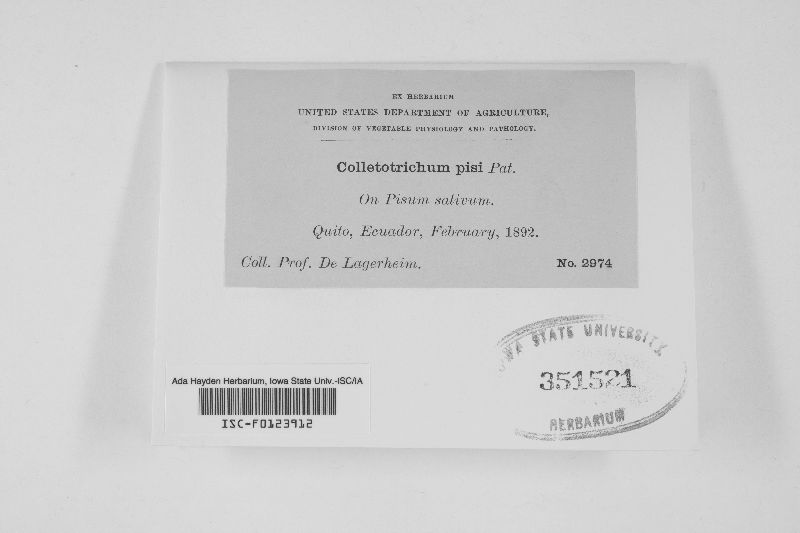 EX HERBARIUM
UNITED STATES DEPARTMENT OF AGRICULTURE,
DIVISION OF VEGETABLE PHYSIOLOGY AND PATHOLOGY.
Colletotrichum pisi Pat.
On Pisum sativum.
Quito, Ecuador, February, 1892.
Coll. Prof. De Lagerheim. No. 2974
IOWA STATE UNIVERSITY
351521
HERBARIUM
Ada Hayden Herbarium, Iowa State Univ.-ISC/IA
ISC-F0123912